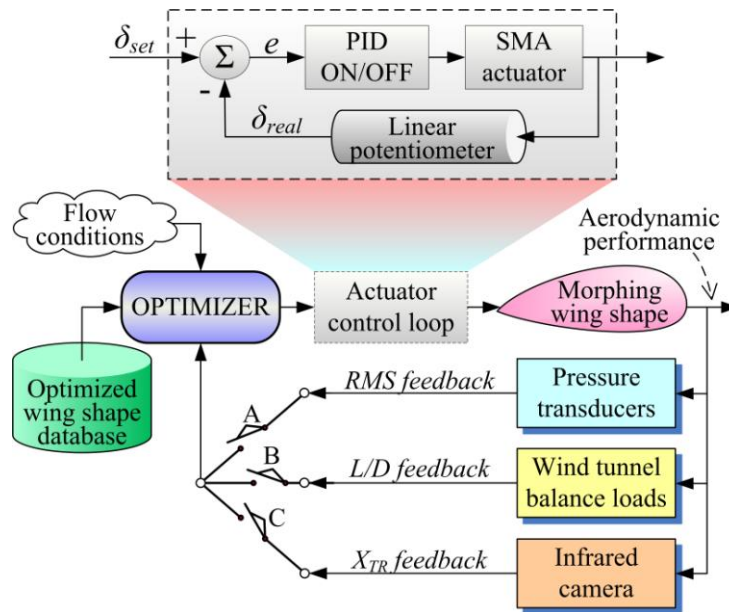 δset
+
Σ
-
e
PID
ON/OFF
SMA
actuator
δreal
Linear
potentiometer
Flow
conditions
Aerodynamic
performance
OPTIMIZER
Actuator
control loop
Morphing
wing shape
Optimized
wing shape
database
A
RMS feedback
Pressure
transducers
B
L/D feedback
Wind tunnel
balance loads
C
XTR feedback
Infrared
camera